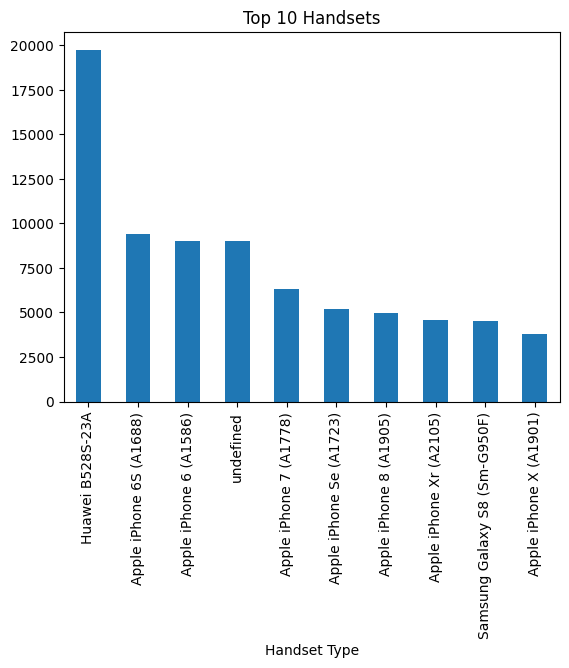 Top 10 Handsets
20000
17500
15000
12500
10000
7500
5000
2500
0
Huawei B528S-23A
Apple iPhone 6S (A1688)
Apple iPhone 6 (A1586)
undefined
Apple iPhone 7 (A1778)
Apple iPhone Se (A1723)
Apple iPhone 8 (A1905)
Apple iPhone Xr (A2105)
Samsung Galaxy S8 (Sm-G950F)
Apple iPhone X (A1901)
Handset Type